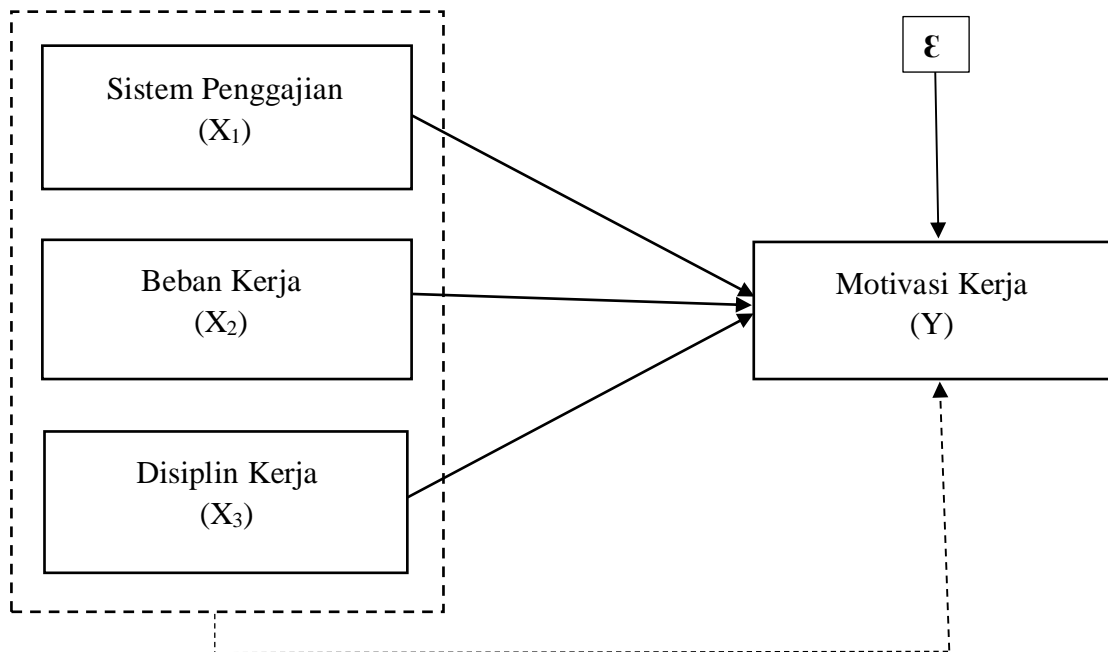 Sistem Penggajian
(X₁)
ε
Beban Kerja
(X₂)
Motivasi Kerja
(Y)
Disiplin Kerja
(X₃)